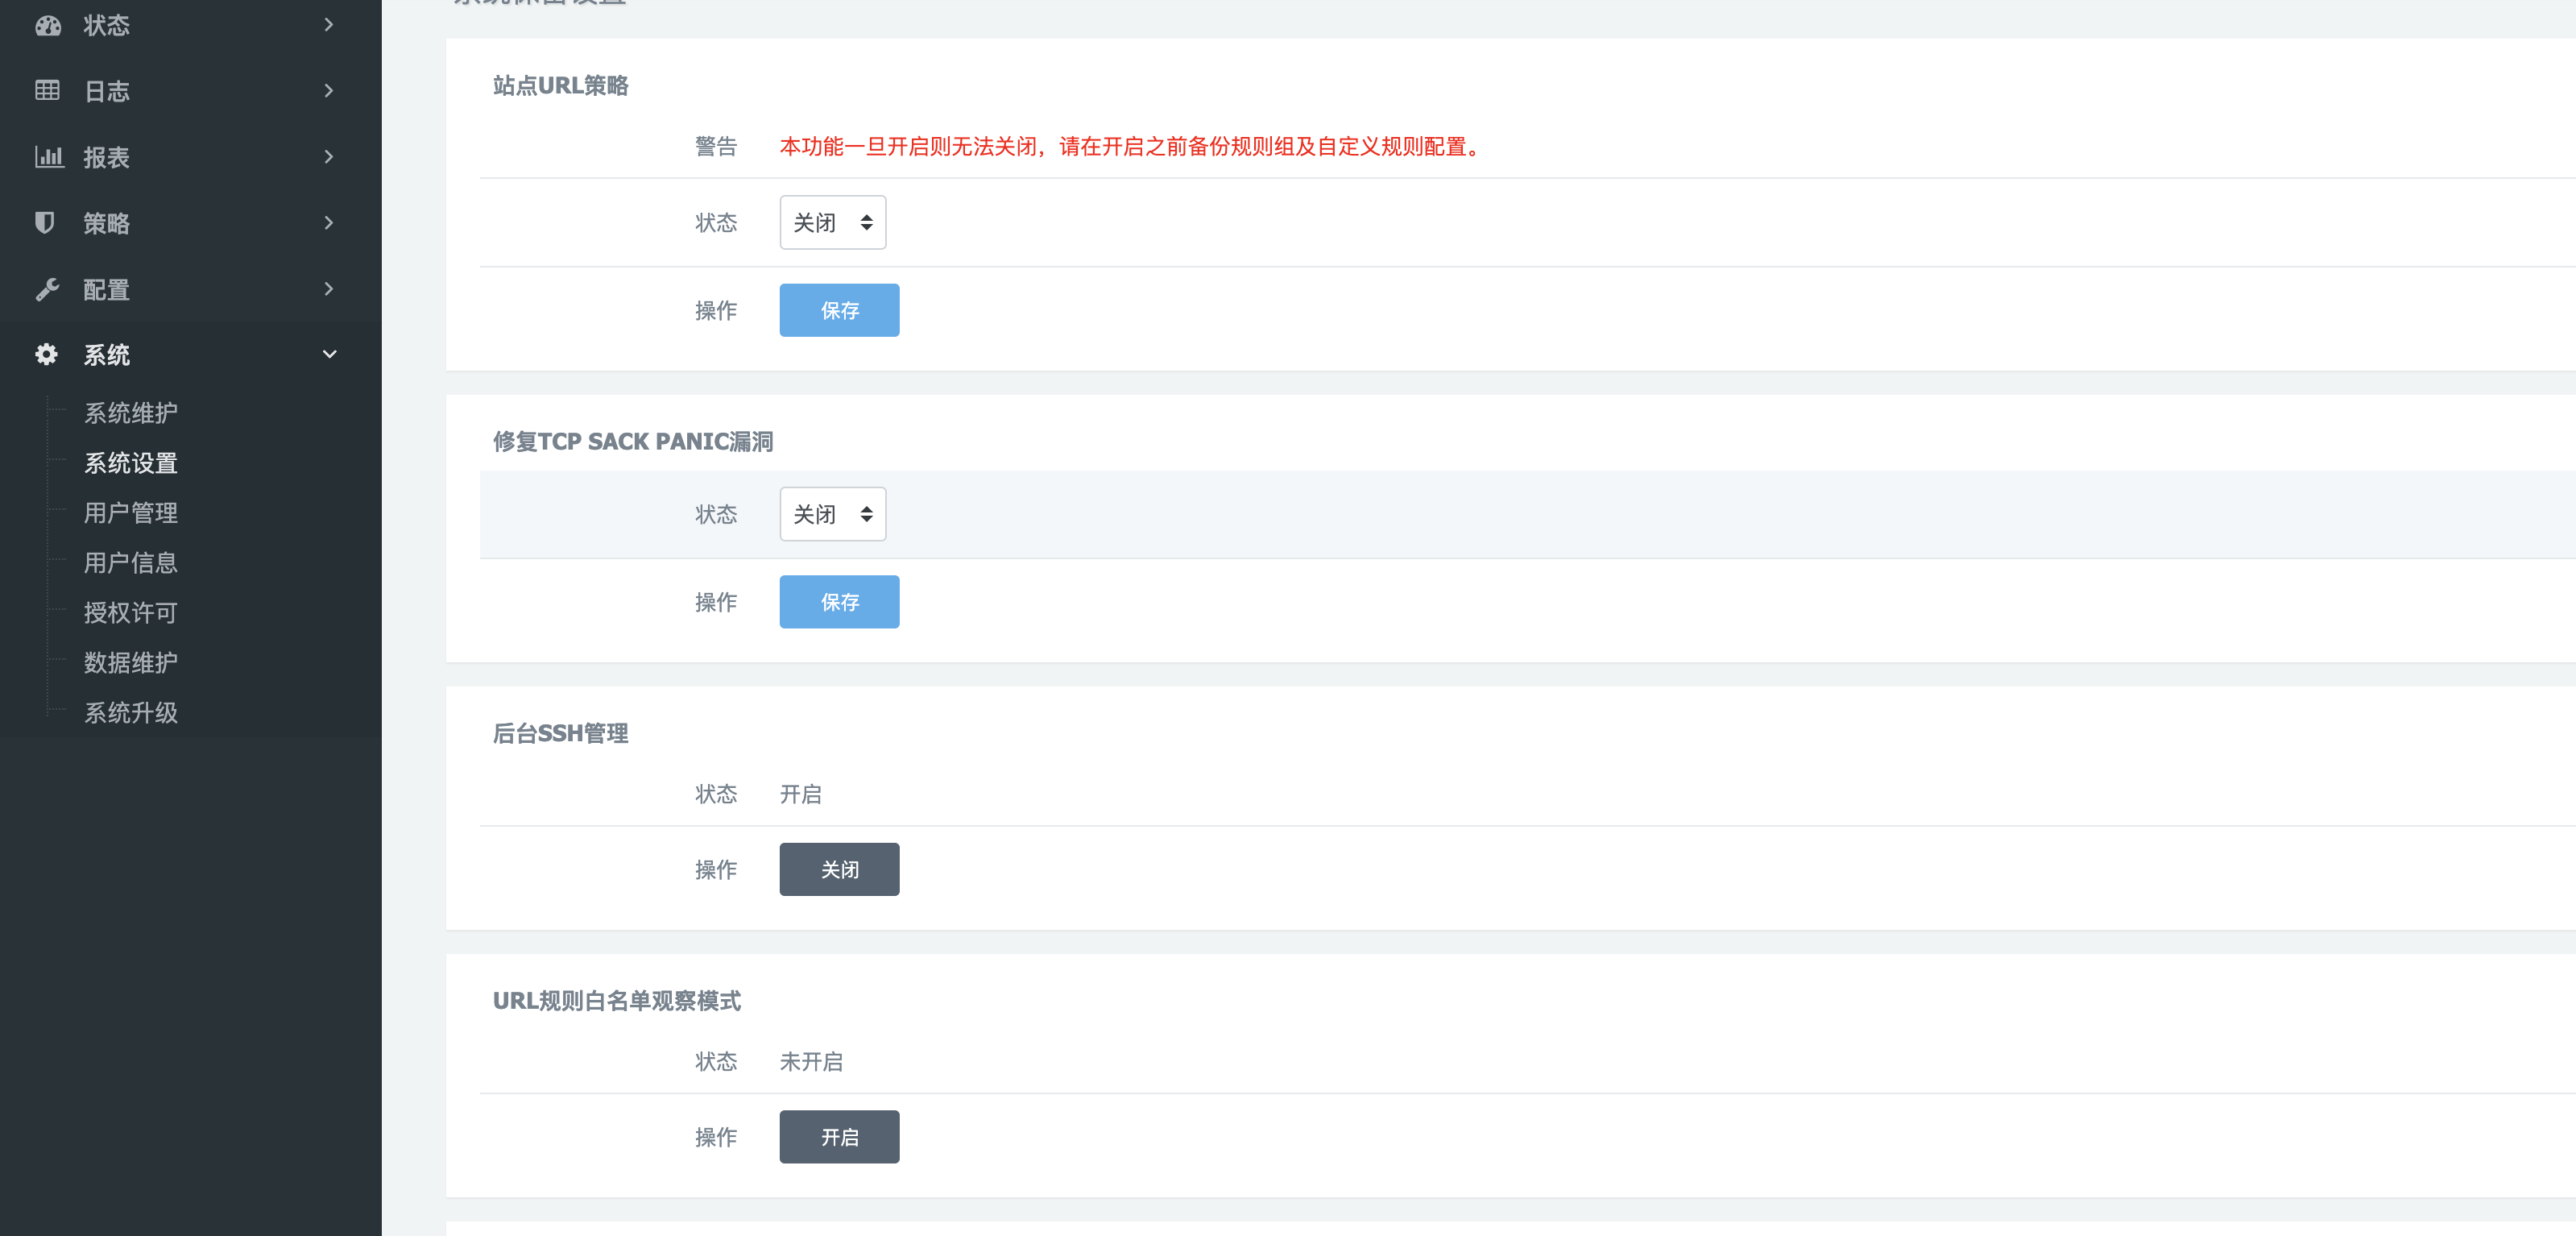 状态
日志
报表
策略
配置
系统
系统维护
系统设置
用户管理
用户信息
授权许可
数据维护
系统升级
系统保留设置
站点URL策略
警告 本功能一旦开启则无法关闭，请在开启之前备份规则组及自定义规则配置。
状态 关闭
操作 保存
修复TCP SACK PANIC漏洞
状态 关闭
操作 保存
后台SSH管理
状态 开启
操作 关闭
URL规则白名单观察模式
状态 未开启
操作 开启